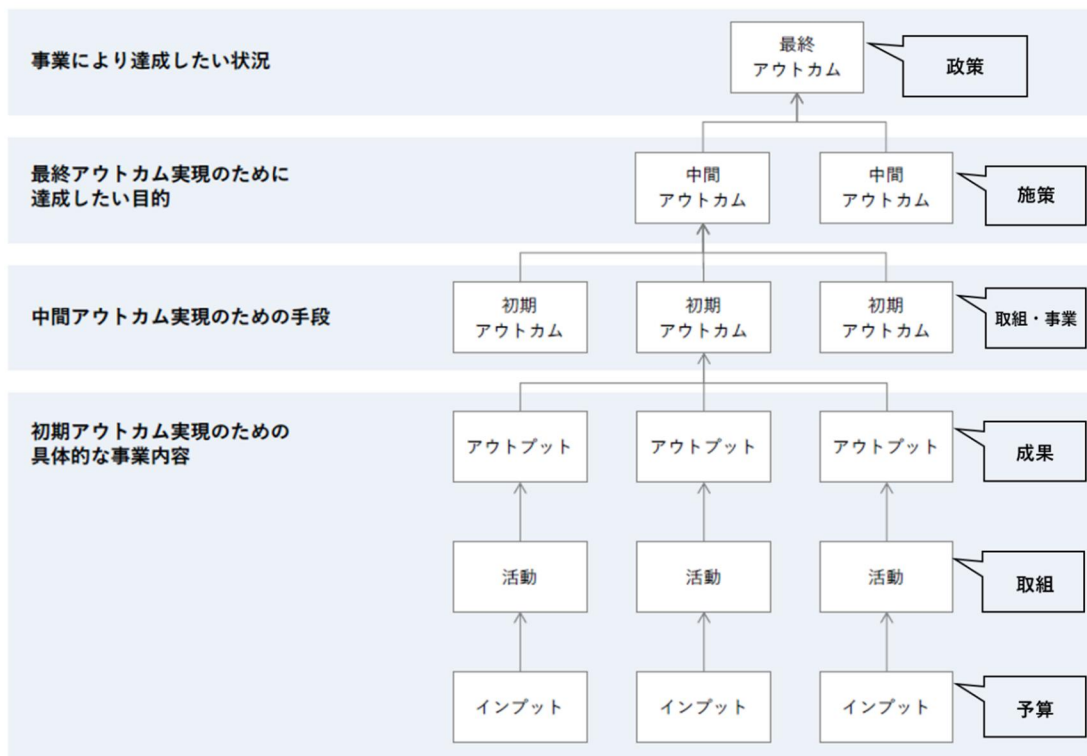 事業により達成したい状況
最終
アウトカム
政策
最終アウトカム実現のために
達成したい目的
中間
アウトカム
中間
アウトカム
施策
中間アウトカム実現のための手段
初期
アウトカム
初期
アウトカム
初期
アウトカム
取組・事業
初期アウトカム実現のための
具体的な事業内容
アウトプット
アウトプット
アウトプット
成果
活動
活動
活動
取組
インプット
インプット
インプット
予算